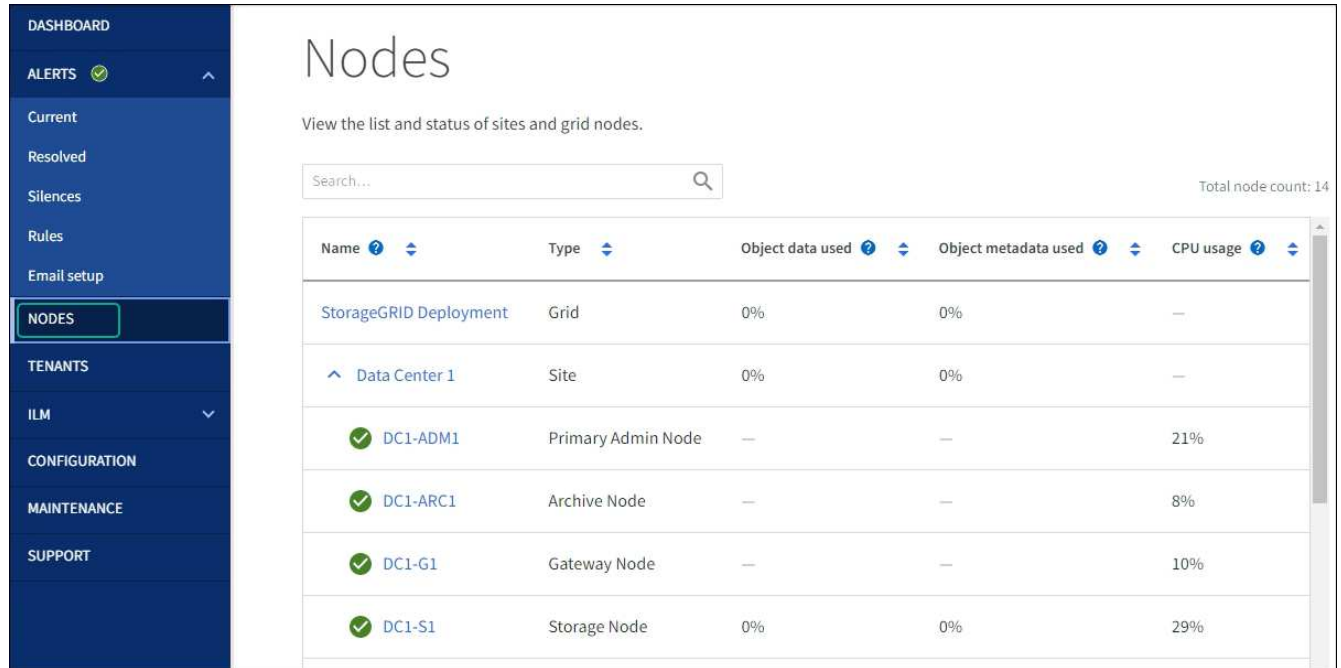 DASHBOARD
ALERTS
Current
Resolved
Silences
Rules
Email setup
NODES
TENANTS
ILM
CONFIGURATION
MAINTENANCE
SUPPORT
Nodes
View the list and status of sites and grid nodes.
Search...
Total node count: 14
Name ? Type Object data used ? Object metadata used ? CPU usage ?
StorageGRID Deployment Grid 0% 0% —
Data Center 1 Site 0% 0% —
DC1-ADM1 Primary Admin Node — — 21%
DC1-ARC1 Archive Node — — 8%
DC1-G1 Gateway Node — — 10%
DC1-S1 Storage Node 0% 0% 29%